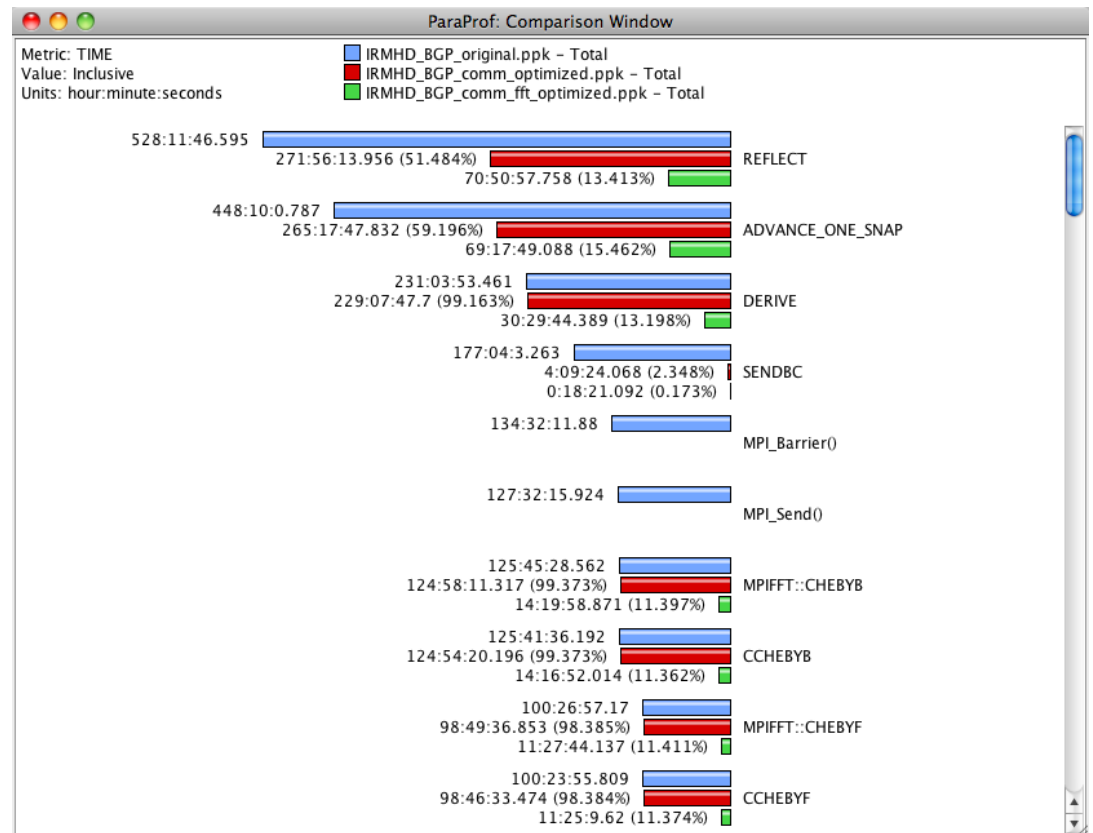 ParaProf: Comparison Window
Metric: TIME
Value: Inclusive
Units: hour:minute:seconds
IRMHD_BGP_original.ppk – Total
IRMHD_BGP_comm_optimized.ppk – Total
IRMHD_BGP_comm_fft_optimized.ppk – Total
528:11:46.595
271:56:13.956 (51.484%) REFLECT
70:50:57.758 (13.413%)
448:10:0.787
265:17:47.832 (59.196%) ADVANCE_ONE_SNAP
69:17:49.088 (15.462%)
231:03:53.461
229:07:47.7 (99.163%) DERIVE
30:29:44.389 (13.198%)
177:04:3.263
4:09:24.068 (2.348%) SENDBC
0:18:21.092 (0.173%)
134:32:11.88
MPI_Barrier()
127:32:15.924
MPI_Send()
125:45:28.562
124:58:11.317 (99.373%) MPIFFT::CHEBYB
14:19:58.871 (11.397%)
125:41:36.192
124:54:20.196 (99.373%) CCHEBYB
14:16:52.014 (11.362%)
100:26:57.17
98:49:36.853 (98.385%) MPIFFT::CHEBYF
11:27:44.137 (11.411%)
100:23:55.809
98:46:33.474 (98.384%) CCHEBYF
11:25:9.62 (11.374%)